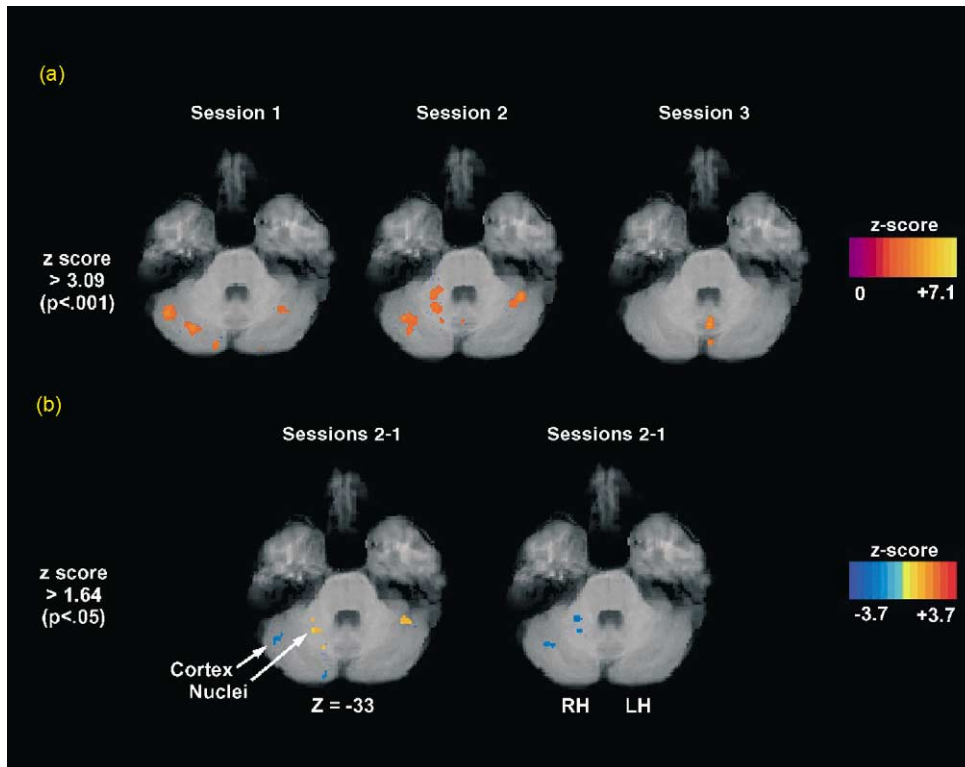 (a)
Session 1
Session 2
Session 3
z score
> 3.09
(p<.001)
z-score
0
+7.1
(b)
Sessions 2-1
Sessions 2-1
z score
> 1.64
(p<.05)
z-score
-3.7
+3.7
Cortex
Nuclei
Z = -33
RH
LH